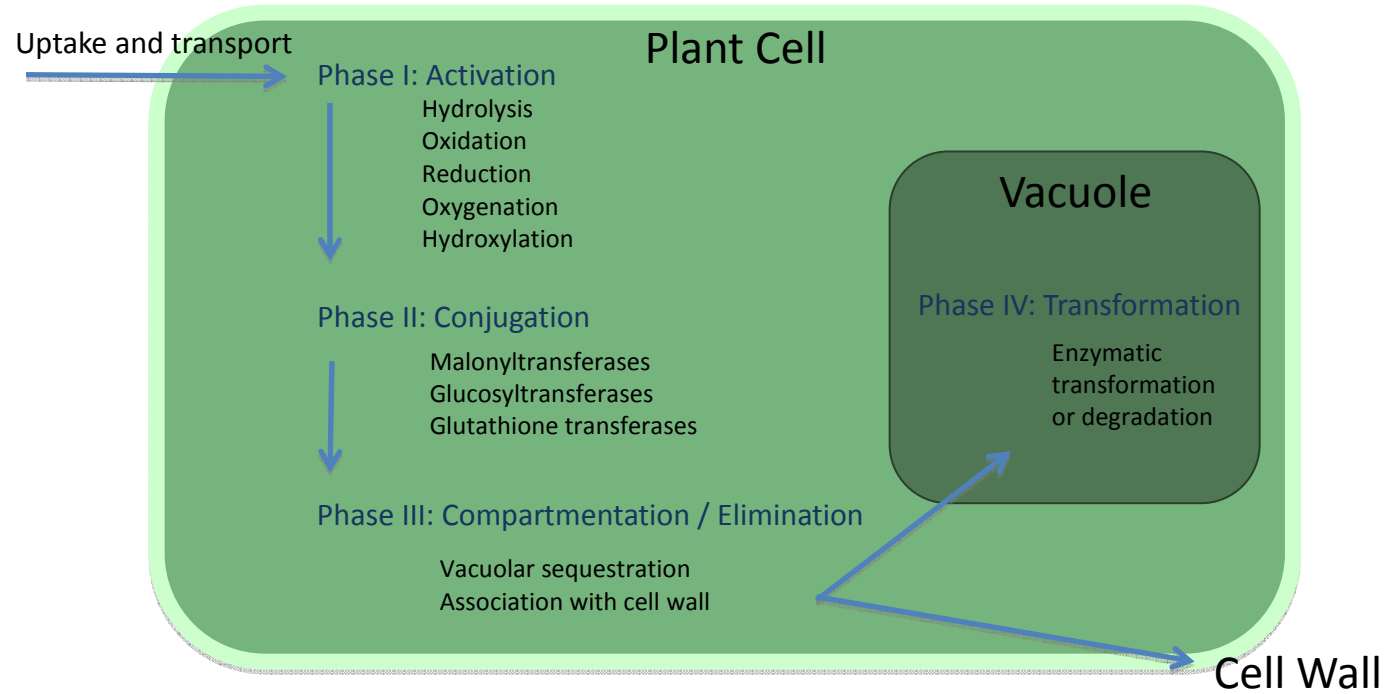 Uptake and transport
Plant Cell
Phase I: Activation
Hydrolysis
Oxidation
Reduction
Oxygenation
Hydroxylation
Vacuole
Phase II: Conjugation
Malonyltransferases
Glucosyltransferases
Glutathione transferases
Phase IV: Transformation
Enzymatic
transformation
or degradation
Phase III: Compartmentation / Elimination
Vacuolar sequestration
Association with cell wall
Cell Wall